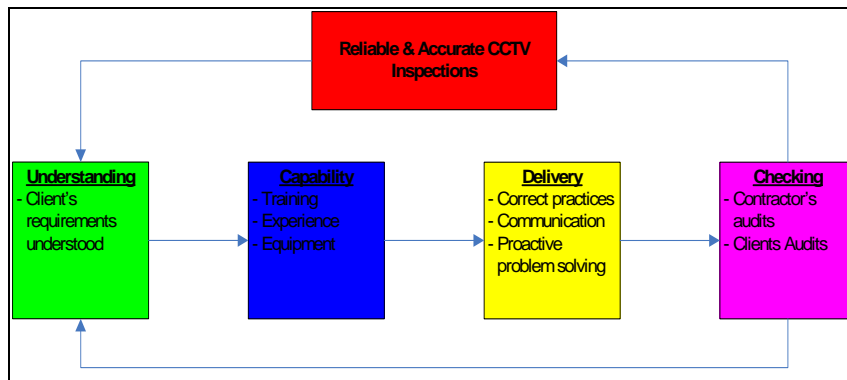 Reliable & Accurate CCTV
Inspections
Understanding
- Client's
requirements
understood
Capability
- Training
- Experience
- Equipment
Delivery
- Correct practices
- Communication
- Proactive
problem solving
Checking
- Contractor's
audits
- Clients Audits